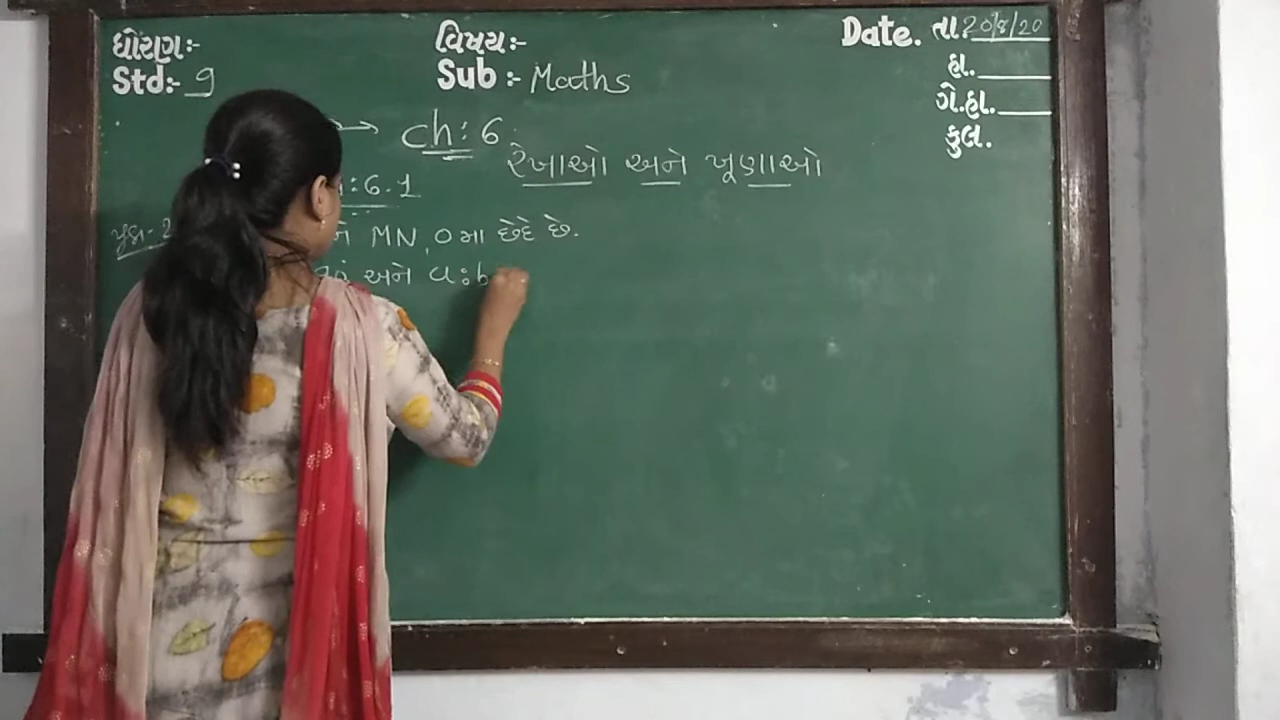 ધોરણ:-
Std:- 9
વિષય:-
Sub :- Maths
Date. તા. 20/8/20
હા.
ગે.હા.
કુલ.
→ ch: 6
રેખાઓ અને ખૂણાઓ
: 6.1
MN, O માં છેદે છે.
અને a:b